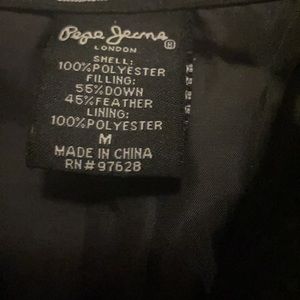 Pepe Jeans ®
LONDON
SHELL:
100%POLYESTER
FILLING:
55%DOWN
45%FEATHER
LINING:
100%POLYESTER
M
MADE IN CHINA
RN#97628